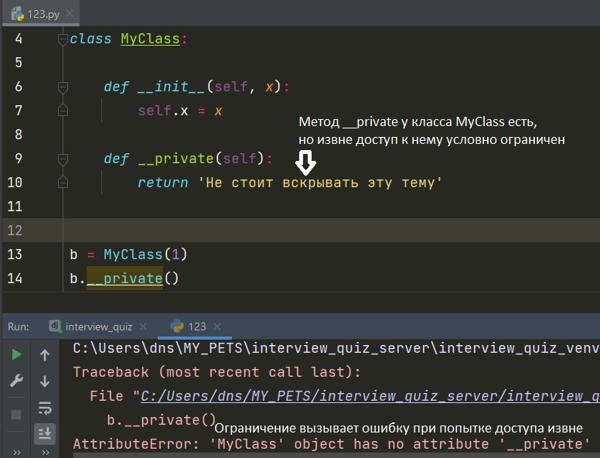 123.py
4 class MyClass:
5
6 def __init__(self, x):
7 self.x = x
Метод __private у класса MyClass есть,
8
но извне доступ к нему условно ограничен
9 def __private(self):
10 return 'Не стоит вскрывать эту тему'
11
12
13 b = MyClass(1)
14 b.__private()
Run: interview_quiz 123
C:\Users\dns\MY_PETS\interview_quiz_server\interview_quiz_venv
Traceback (most recent call last):
File "C:/Users/dns/MY_PETS/interview_quiz_server/interview_q
b.__private()
Ограничение вызывает ошибку при попытке доступа извне
AttributeError: 'MyClass' object has no attribute '__private'